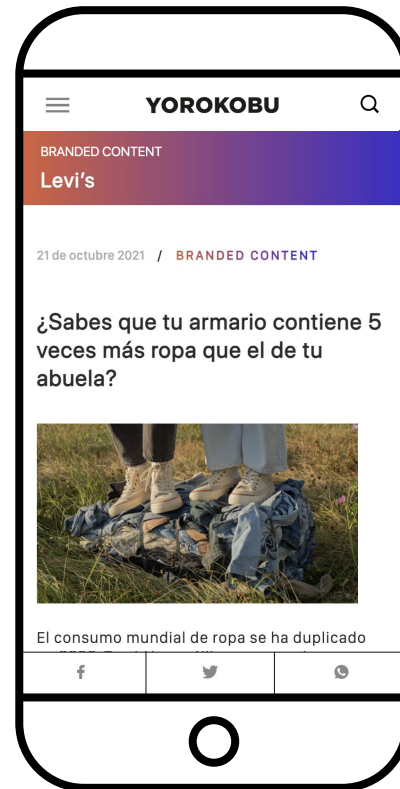 YOROKOBU
BRANDED CONTENT
Levi's
21 de octubre 2021 / BRANDED CONTENT
¿Sabes que tu armario contiene 5
veces más ropa que el de tu
abuela?
El consumo mundial de ropa se ha duplicado